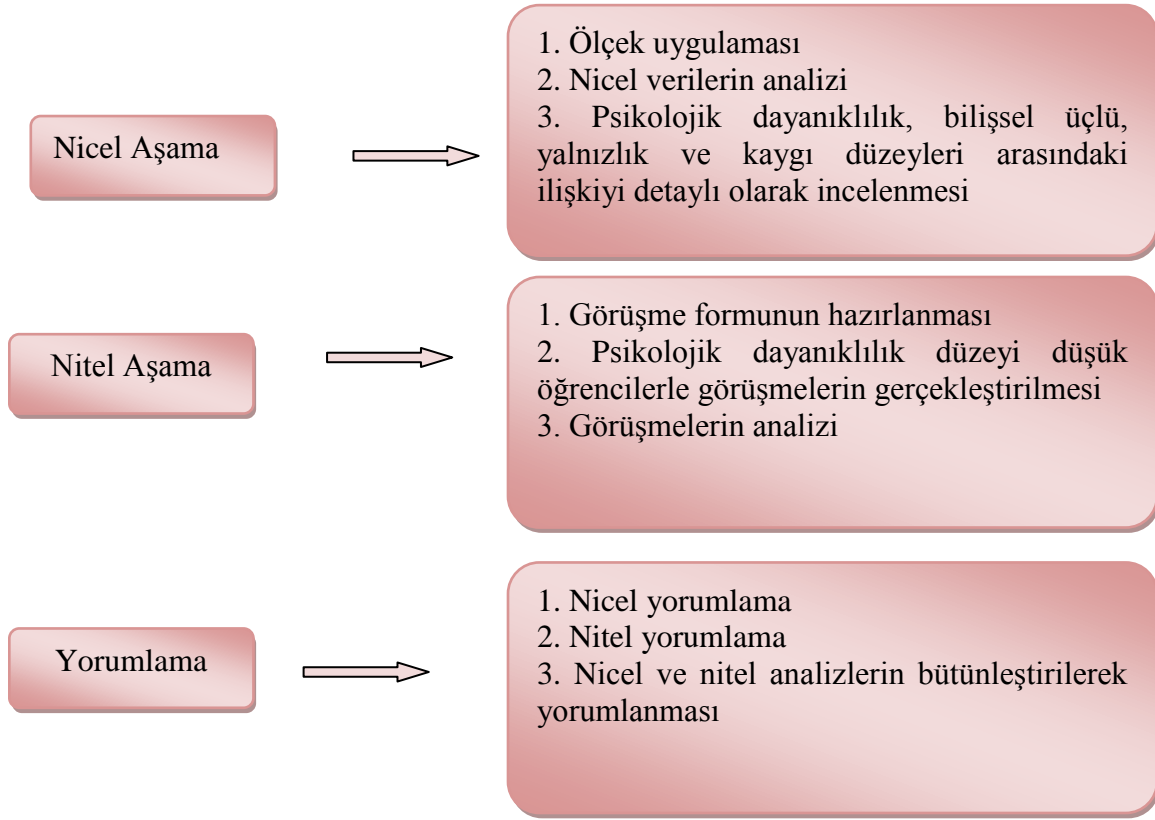 Nicel Aşama
1. Ölçek uygulaması
2. Nicel verilerin analizi
3. Psikolojik dayanıklılık, bilişsel üçlü,
yalnızlık ve kaygı düzeyleri arasındaki
ilişkiyi detaylı olarak incelenmesi
Nitel Aşama
1. Görüşme formunun hazırlanması
2. Psikolojik dayanıklılık düzeyi düşük
öğrencilerle görüşmelerin gerçekleştirilmesi
3. Görüşmelerin analizi
Yorumlama
1. Nicel yorumlama
2. Nitel yorumlama
3. Nicel ve nitel analizlerin bütünleştirilerek
yorumlanması